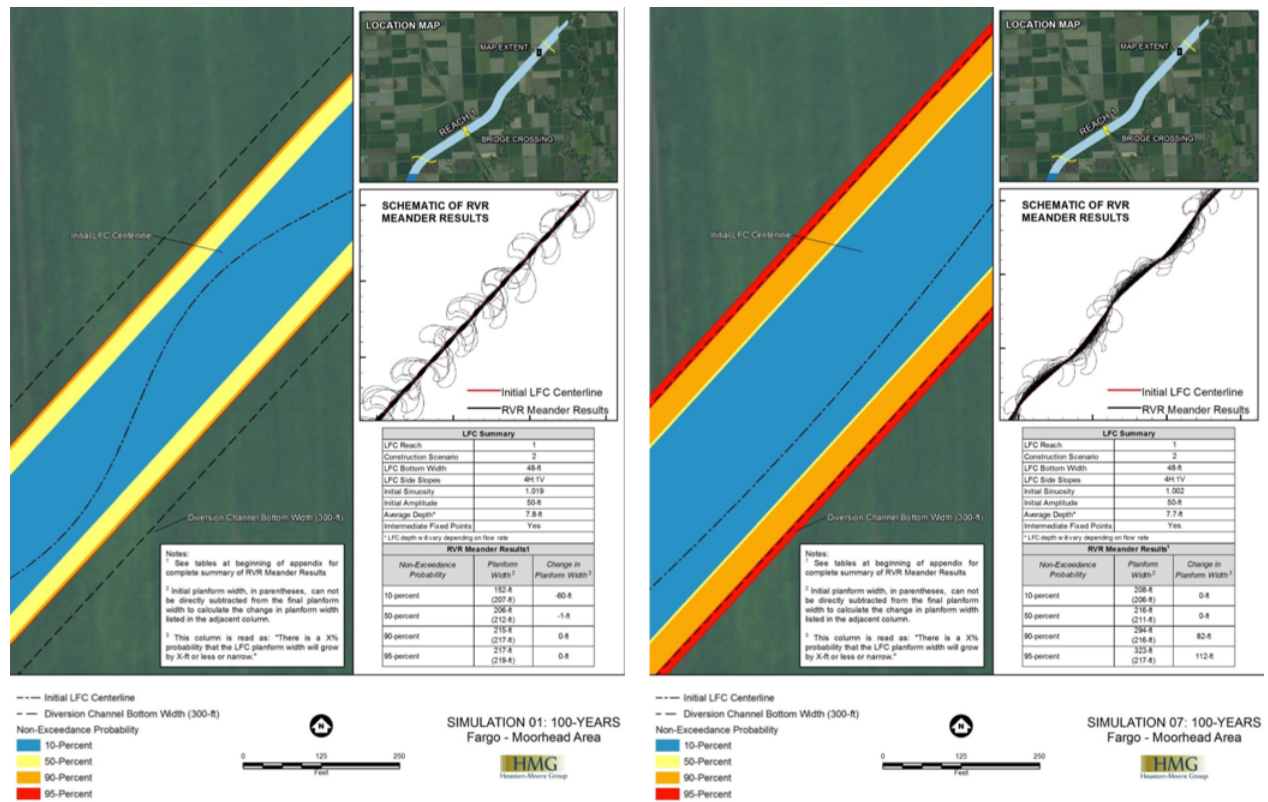 LOCATION MAP
MAP EXTENT
REACH 1
BRIDGE CROSSING
Initial LFC Centerline
Diversion Channel Bottom Width (300-ft)
SCHEMATIC OF RVR
MEANDER RESULTS
Initial LFC Centerline
RVR Meander Results
LFC Summary
LFC Reach 1
Construction Scenario 2
LFC Bottom Width 48-ft
LFC Side Slopes 4H:1V
Initial Sinuosity 1.019
Initial Amplitude 50-ft
Average Depth* 7.8-ft
Intermediate Fixed Points Yes
* LFC depth will vary depending on flow rate
RVR Meander Results1
Non-Exceedance Probability Planform Width 2 Change in Planform Width 3
10-percent 152-ft (207-ft) -60-ft
50-percent 206-ft (212-ft) -1-ft
90-percent 215-ft (217-ft) 0-ft
95-percent 217-ft (219-ft) 0-ft
Notes:
1 See tables at beginning of appendix for
complete summary of RVR Meander Results
2 Initial planform width, in parentheses, can not
be directly subtracted from the final planform
width to calculate the change in planform width
listed in the adjacent column.
3 This column is read as: "There is a X%
probability that the LFC planform width will grow
by X-ft or less or narrow."
Initial LFC Centerline
Diversion Channel Bottom Width (300-ft)
Non-Exceedance Probability
10-Percent
50-Percent
90-Percent
95-Percent
N
0 125 250
Feet
SIMULATION 01: 100-YEARS
Fargo - Moorhead Area
HMG
Houston-Moore Group
LOCATION MAP
MAP EXTENT
REACH 1
BRIDGE CROSSING
Initial LFC Centerline
Diversion Channel Bottom Width (300-ft)
SCHEMATIC OF RVR
MEANDER RESULTS
Initial LFC Centerline
RVR Meander Results
LFC Summary
LFC Reach 1
Construction Scenario 2
LFC Bottom Width 48-ft
LFC Side Slopes 4H:1V
Initial Sinuosity 1.002
Initial Amplitude 50-ft
Average Depth* 7.7-ft
Intermediate Fixed Points Yes
* LFC depth will vary depending on flow rate
RVR Meander Results1
Non-Exceedance Probability Planform Width 2 Change in Planform Width 3
10-percent 208-ft (206-ft) 0-ft
50-percent 216-ft (211-ft) 0-ft
90-percent 294-ft (216-ft) 82-ft
95-percent 323-ft (217-ft) 112-ft
Notes:
1 See tables at beginning of appendix for
complete summary of RVR Meander Results
2 Initial planform width, in parentheses, can not
be directly subtracted from the final planform
width to calculate the change in planform width
listed in the adjacent column.
3 This column is read as: "There is a X%
probability that the LFC planform width will grow
by X-ft or less or narrow."
Initial LFC Centerline
Diversion Channel Bottom Width (300-ft)
Non-Exceedance Probability
10-Percent
50-Percent
90-Percent
95-Percent
N
0 125 250
Feet
SIMULATION 07: 100-YEARS
Fargo - Moorhead Area
HMG
Houston-Moore Group